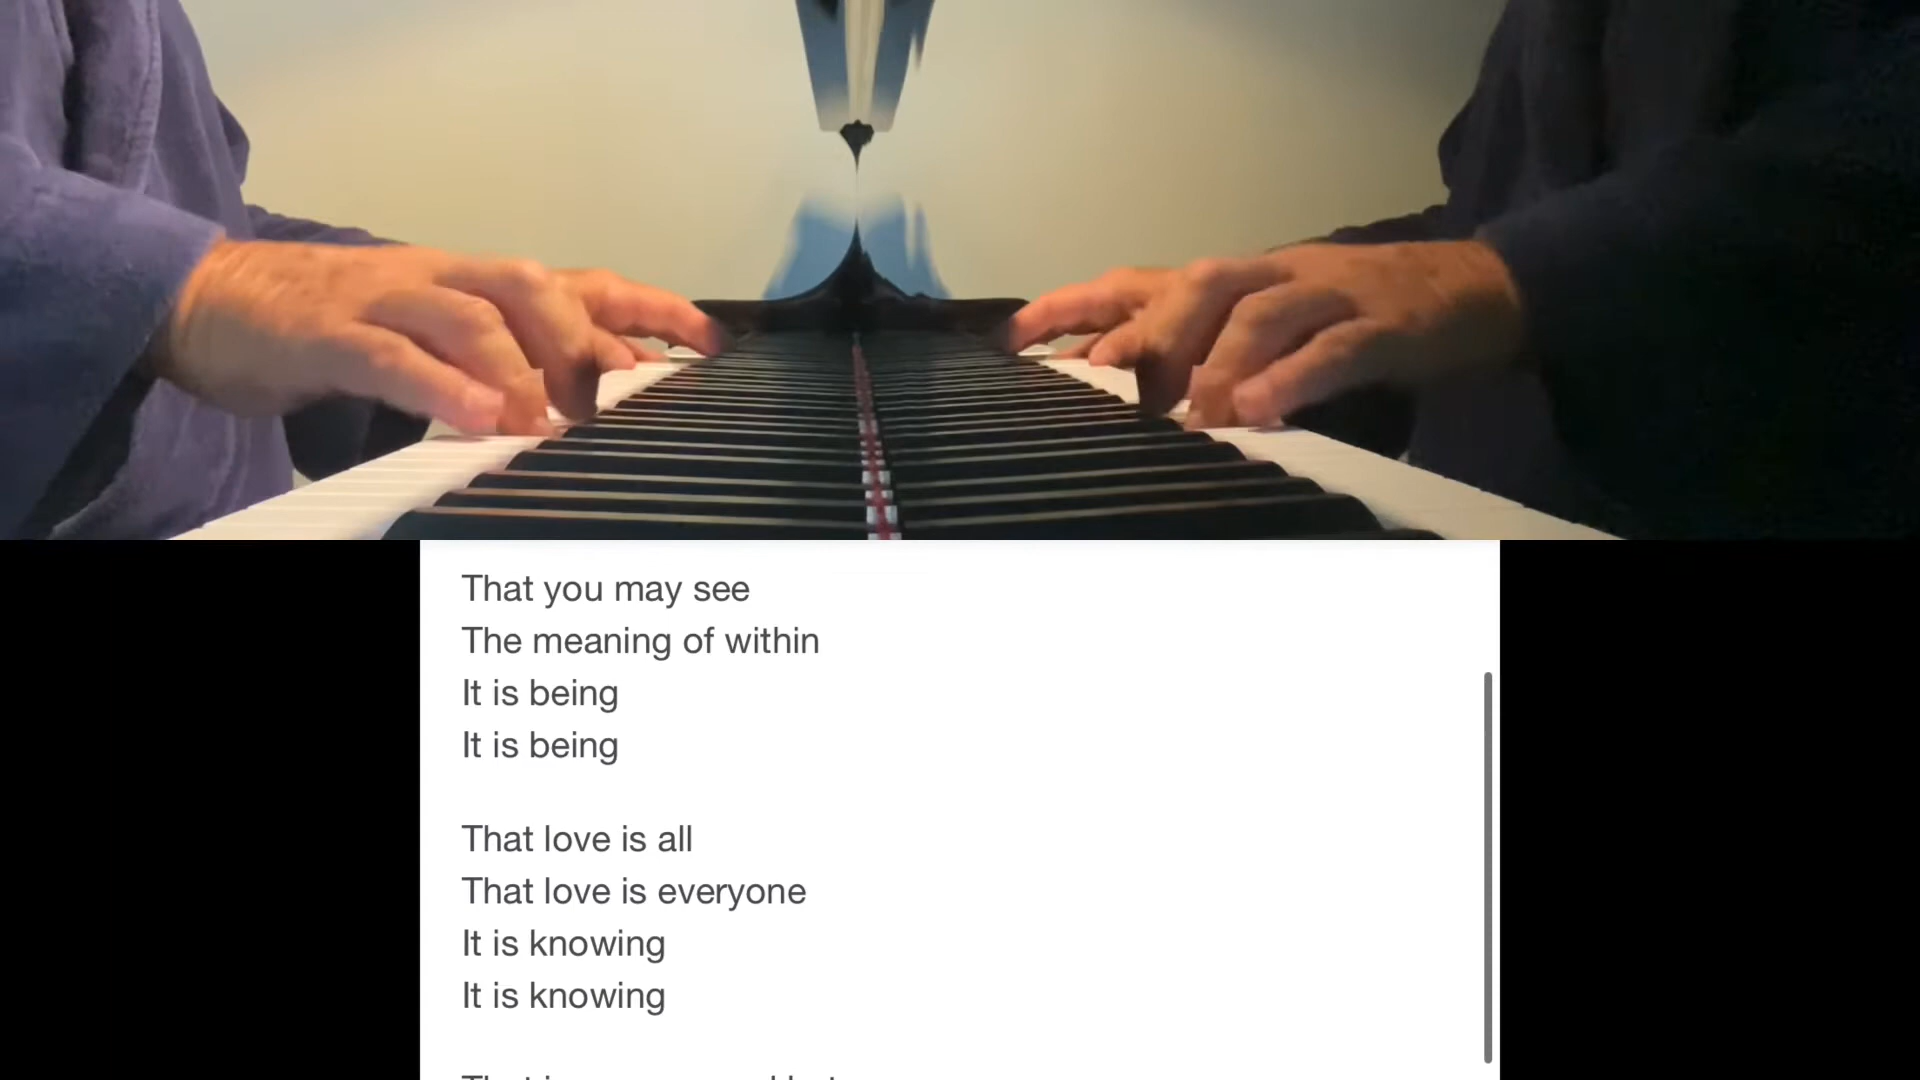 That you may see
The meaning of within
It is being
It is being
That love is all
That love is everyone
It is knowing
It is knowing